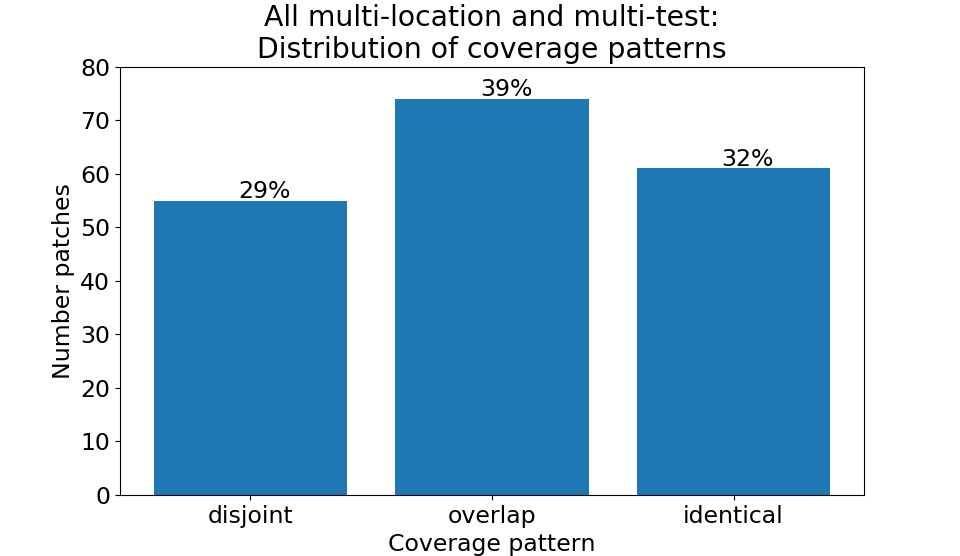 All multi-location and multi-test:
Distribution of coverage patterns
80
70
60
50
40
30
20
10
0
Number patches
29%
39%
32%
disjoint
overlap
identical
Coverage pattern